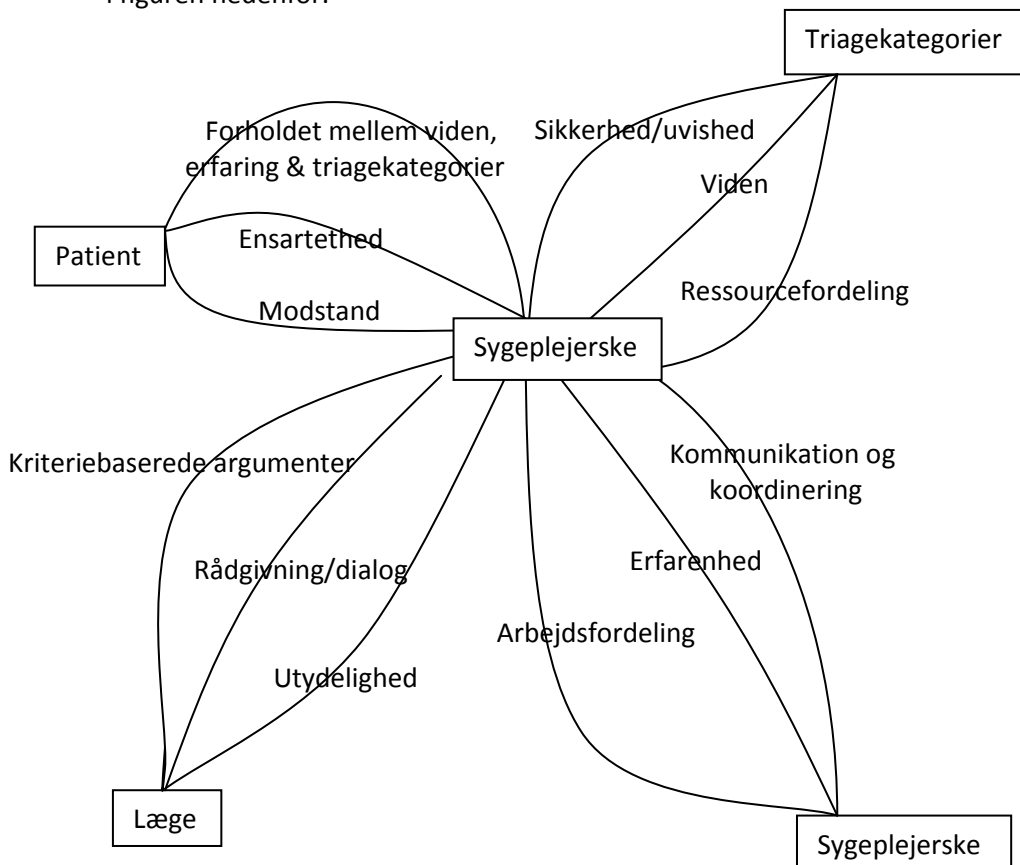 i figuren nedenfor:
Triagekategorier
Forholdet mellem viden,
erfaring & triagekategorier
Sikkerhed/uvished
Viden
Patient
Ensartethed
Ressourcefordeling
Modstand
Sygeplejerske
Kriteriebaserede argumenter
Kommunikation og
koordinering
Rådgivning/dialog
Erfarenhed
Arbejdsfordeling
Utydelighed
Læge
Sygeplejerske